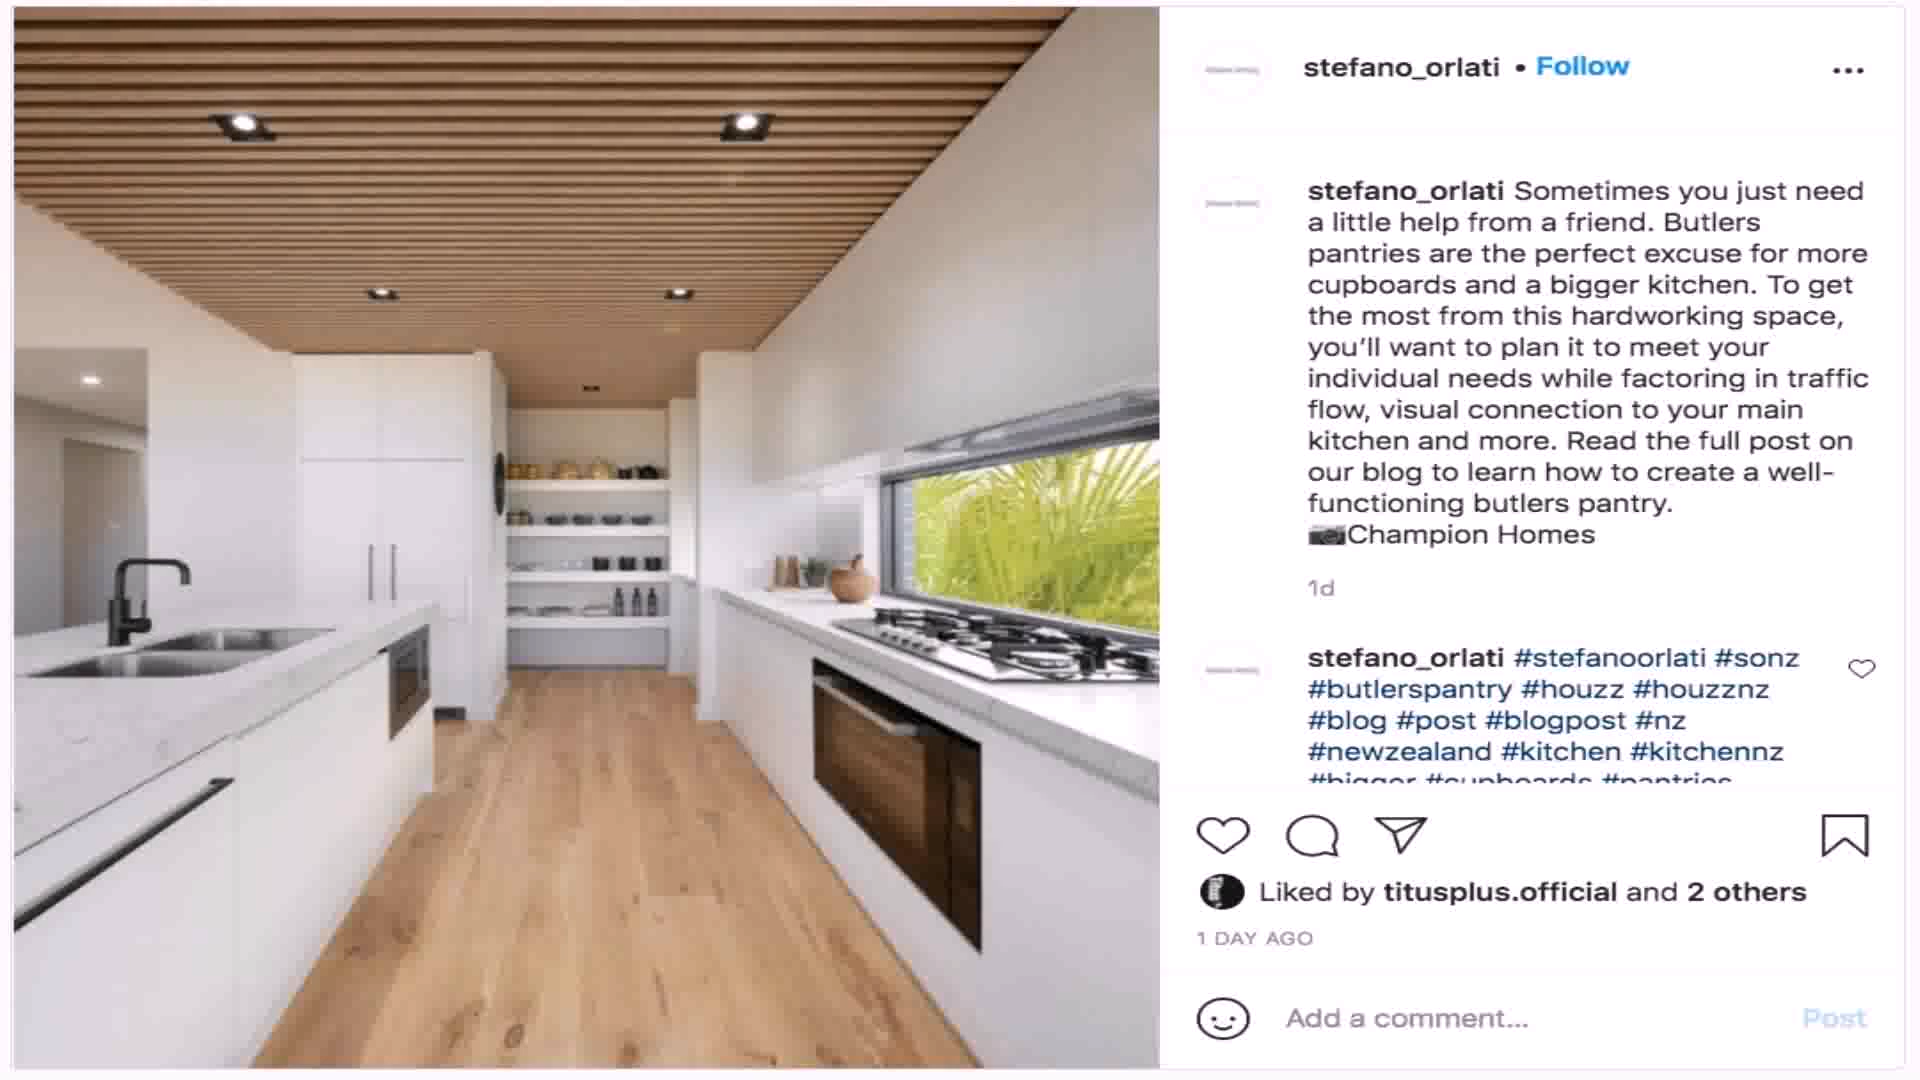 stefano_orlati • Follow
stefano_orlati Sometimes you just need
a little help from a friend. Butlers
pantries are the perfect excuse for more
cupboards and a bigger kitchen. To get
the most from this hardworking space,
you'll want to plan it to meet your
individual needs while factoring in traffic
flow, visual connection to your main
kitchen and more. Read the full post on
our blog to learn how to create a well-
functioning butlers pantry.
📷Champion Homes
1d
stefano_orlati #stefanoorlati #sonz
#butlerspantry #houzz #houzznz
#blog #post #blogpost #nz
#newzealand #kitchen #kitchennz
#bigger #cupboards #pantries
Liked by titusplus.official and 2 others
1 DAY AGO
Add a comment... Post